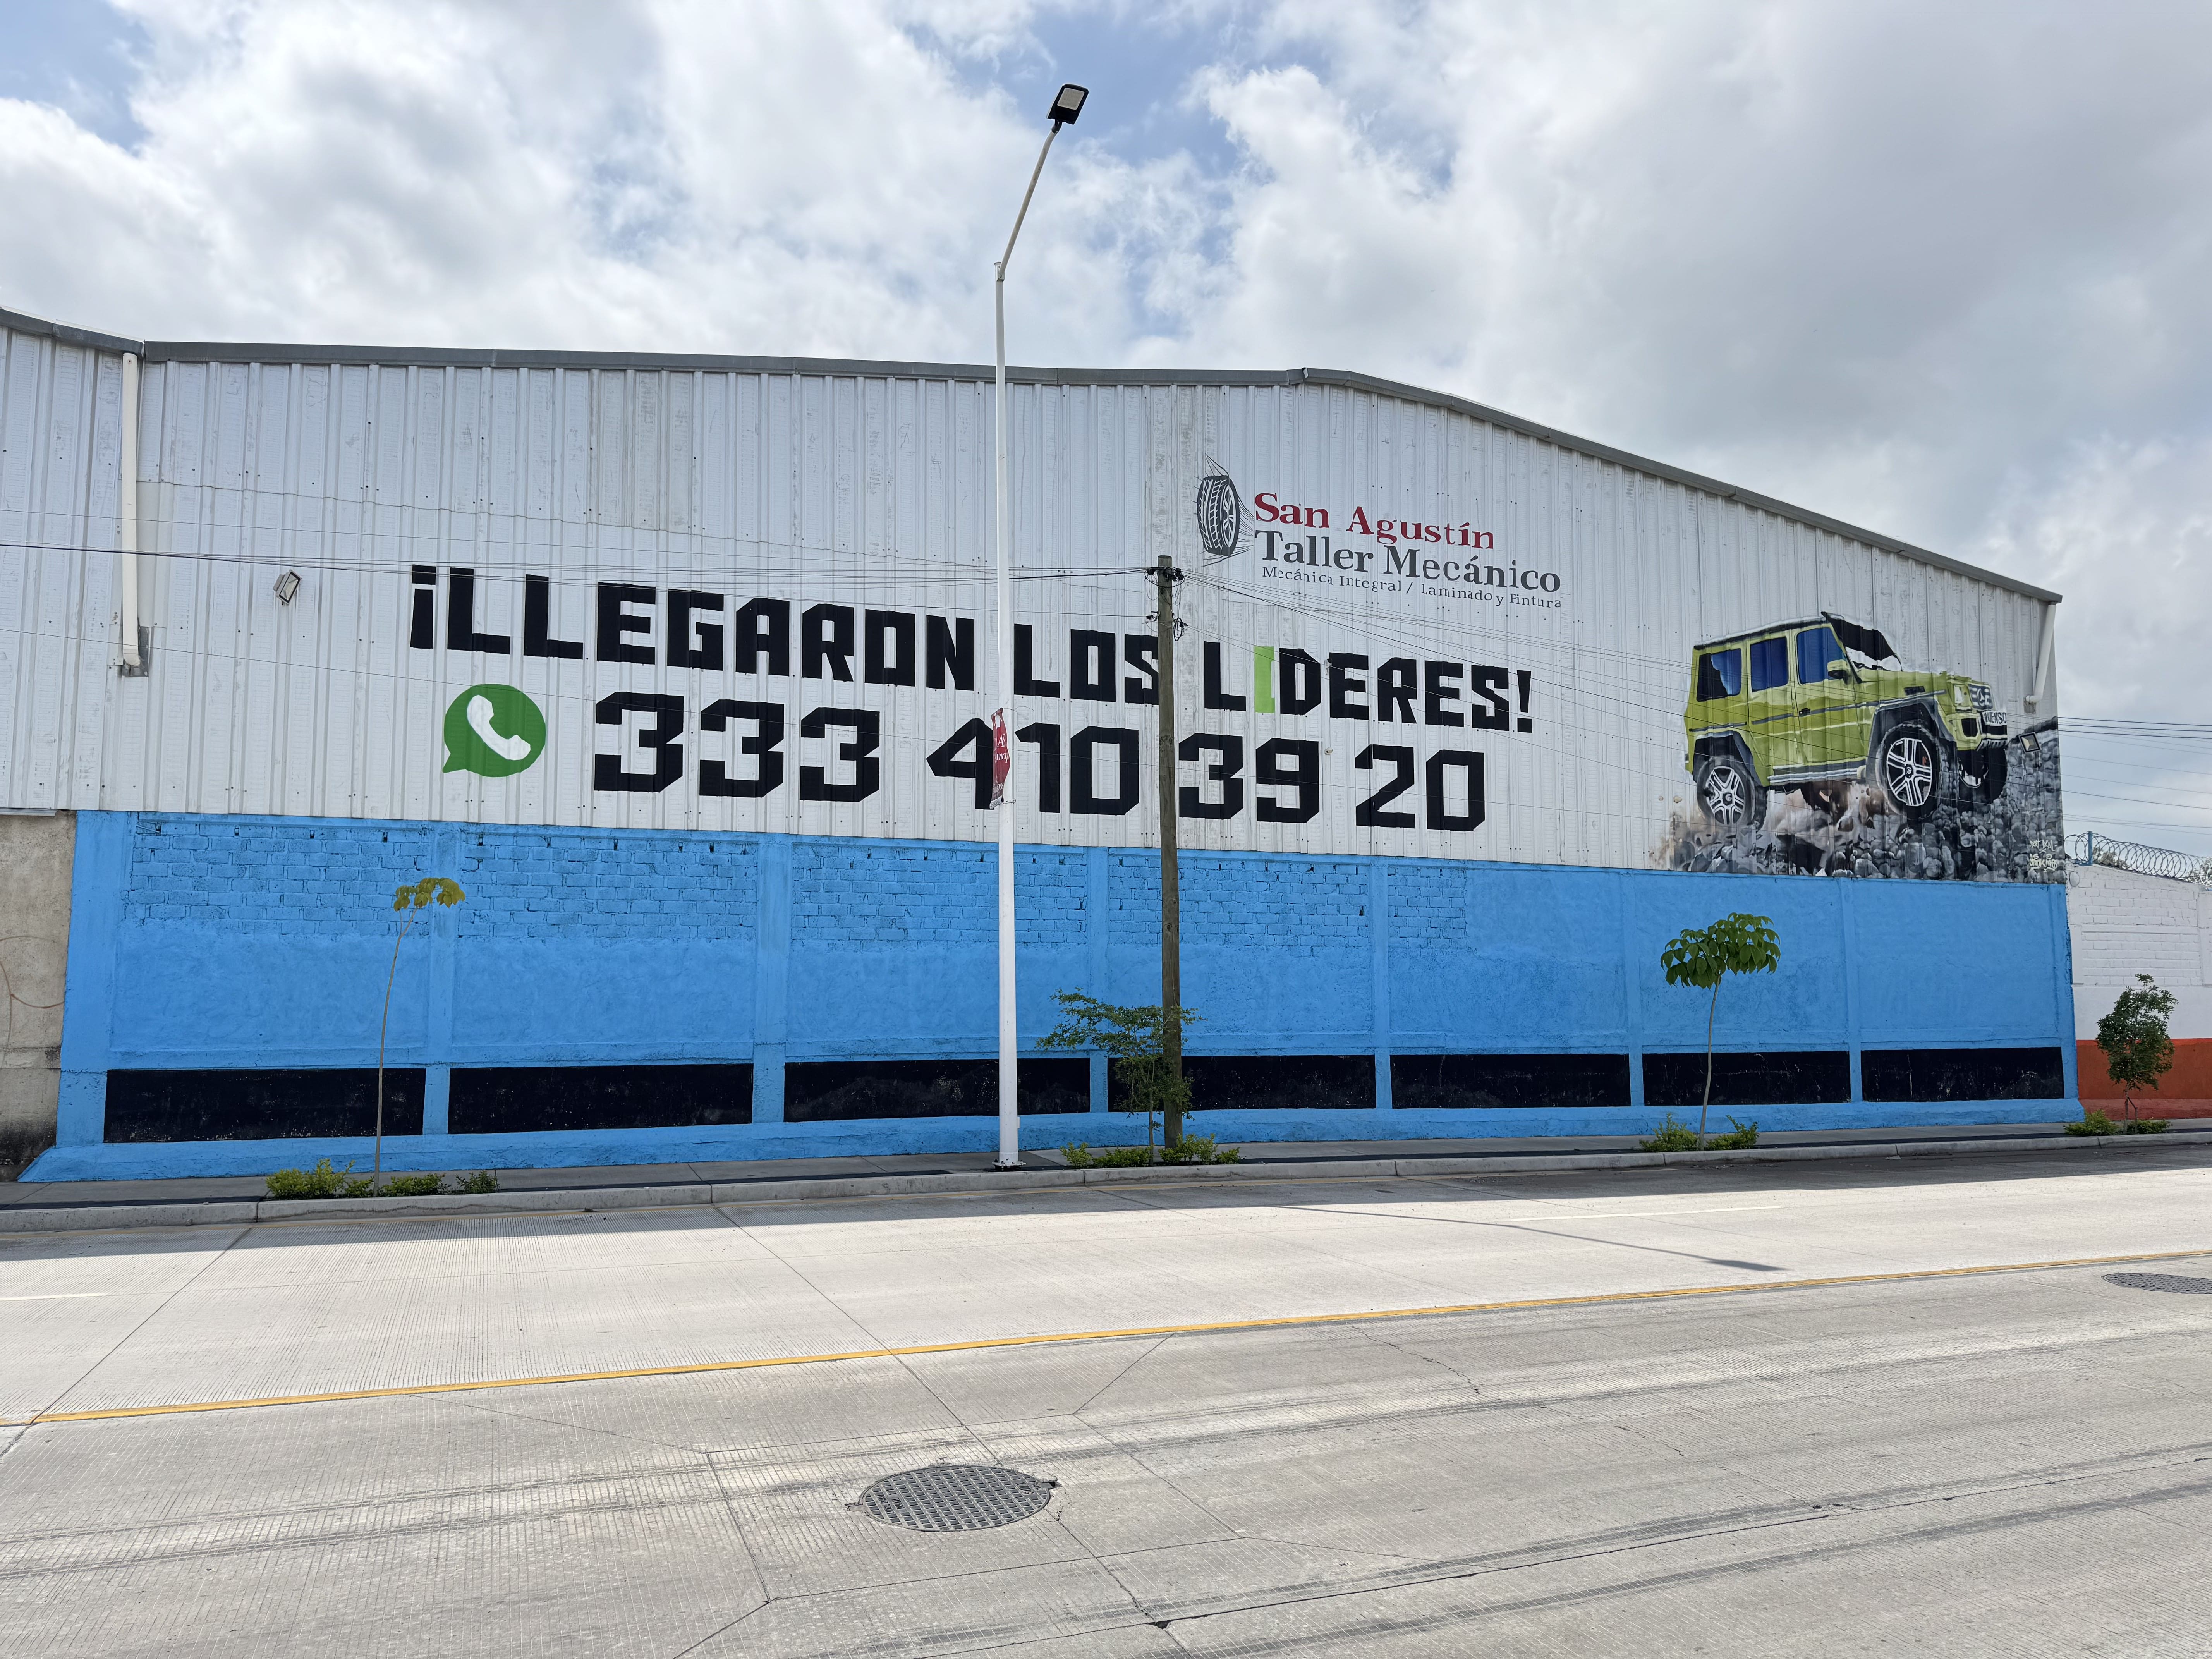 San Agustín
Taller Mecánico
Mecánica Integral / Laminado y Pintura
¡LLEGARON LOS LIDERES!
333 410 39 20